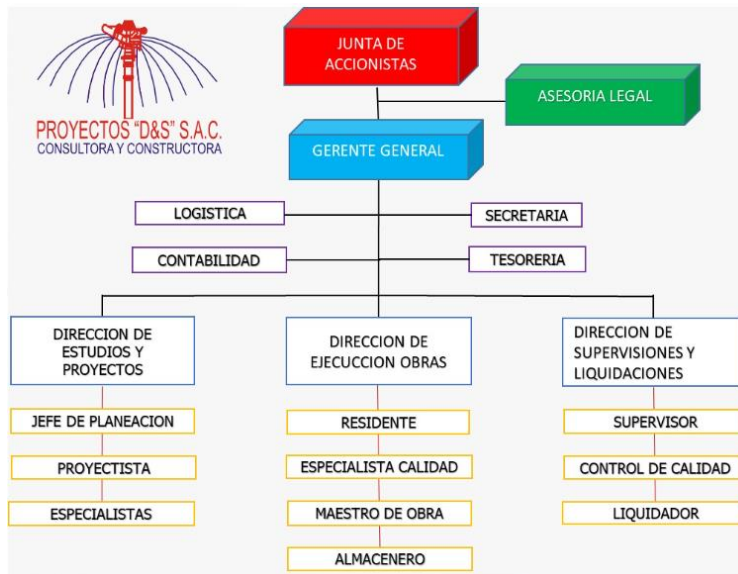 JUNTA DE
ACCIONISTAS
ASESORIA LEGAL
PROYECTOS "D&S" S.A.C.
CONSULTORA Y CONSTRUCTORA
GERENTE GENERAL
LOGISTICA
SECRETARIA
CONTABILIDAD
TESORERIA
DIRECCION DE
ESTUDIOS Y
PROYECTOS
DIRECCION DE
EJECUCCION OBRAS
DIRECCION DE
SUPERVISIONES Y
LIQUIDACIONES
JEFE DE PLANEACION
RESIDENTE
SUPERVISOR
PROYECTISTA
ESPECIALISTA CALIDAD
CONTROL DE CALIDAD
ESPECIALISTAS
MAESTRO DE OBRA
LIQUIDADOR
ALMACENERO